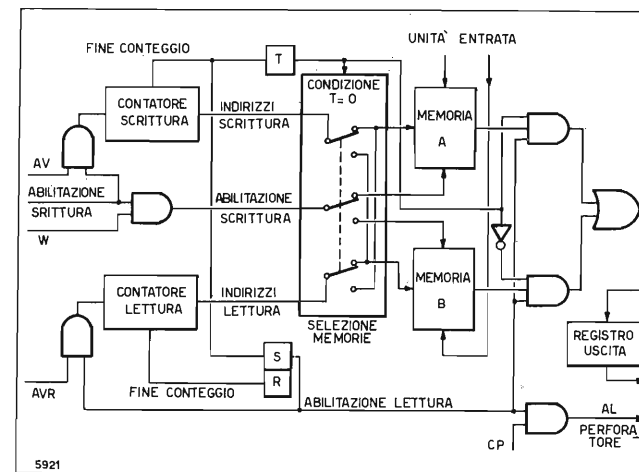 UNITÀ ENTRATA
FINE CONTEGGIO
T
CONDIZIONE
T=0
CONTATORE
SCRITTURA
INDIRIZZI
SCRITTURA
MEMORIA
A
AV
ABILITAZIONE
SRITTURA
W
ABILITAZIONE
SCRITTURA
CONTATORE
LETTURA
INDIRIZZI
LETTURA
MEMORIA
B
SELEZIONE
MEMORIE
REGISTRO
USCITA
S
R
AVR
FINE CONTEGGIO
ABILITAZIONE LETTURA
AL
PERFORA
TORE
CP
5921